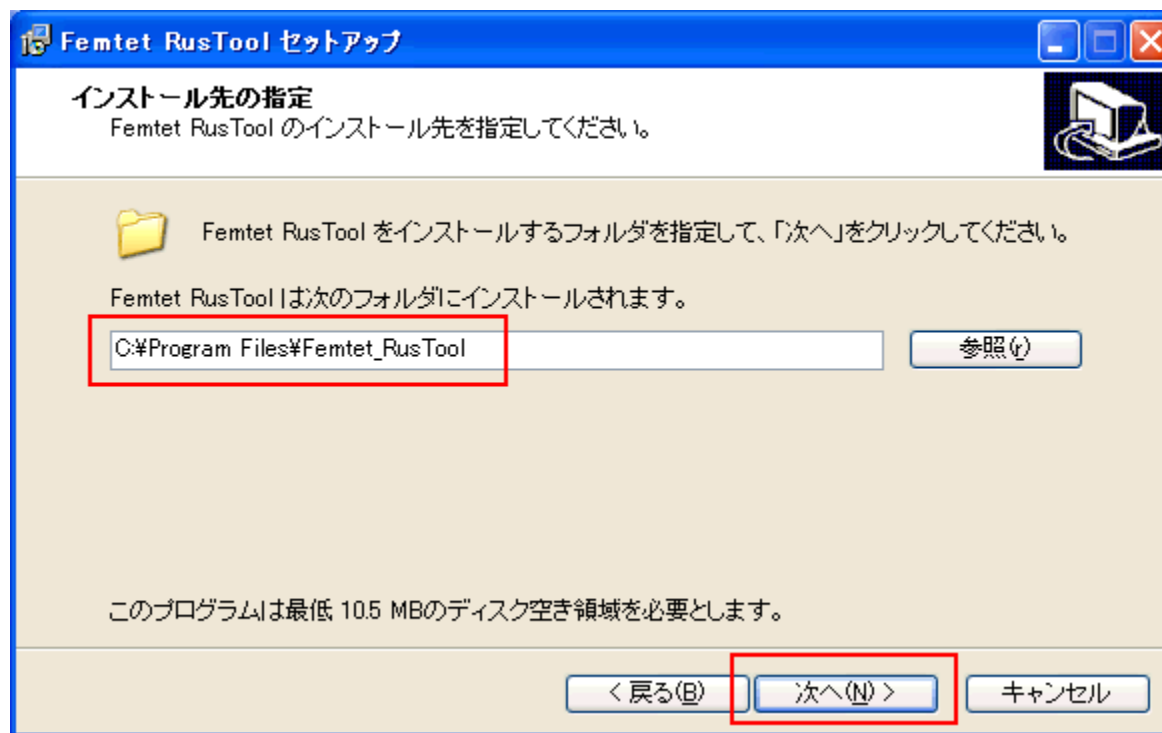 Femtet RusTool セットアップ
インストール先の指定
Femtet RusTool のインストール先を指定してください。
Femtet RusTool をインストールするフォルダを指定して、「次へ」をクリックしてください。
Femtet RusTool は次のフォルダにインストールされます。
C:¥Program Files¥Femtet_RusTool
参照(r)
このプログラムは最低 10.5 MBのディスク空き領域を必要とします。
< 戻る(B)
次へ(N) >
キャンセル